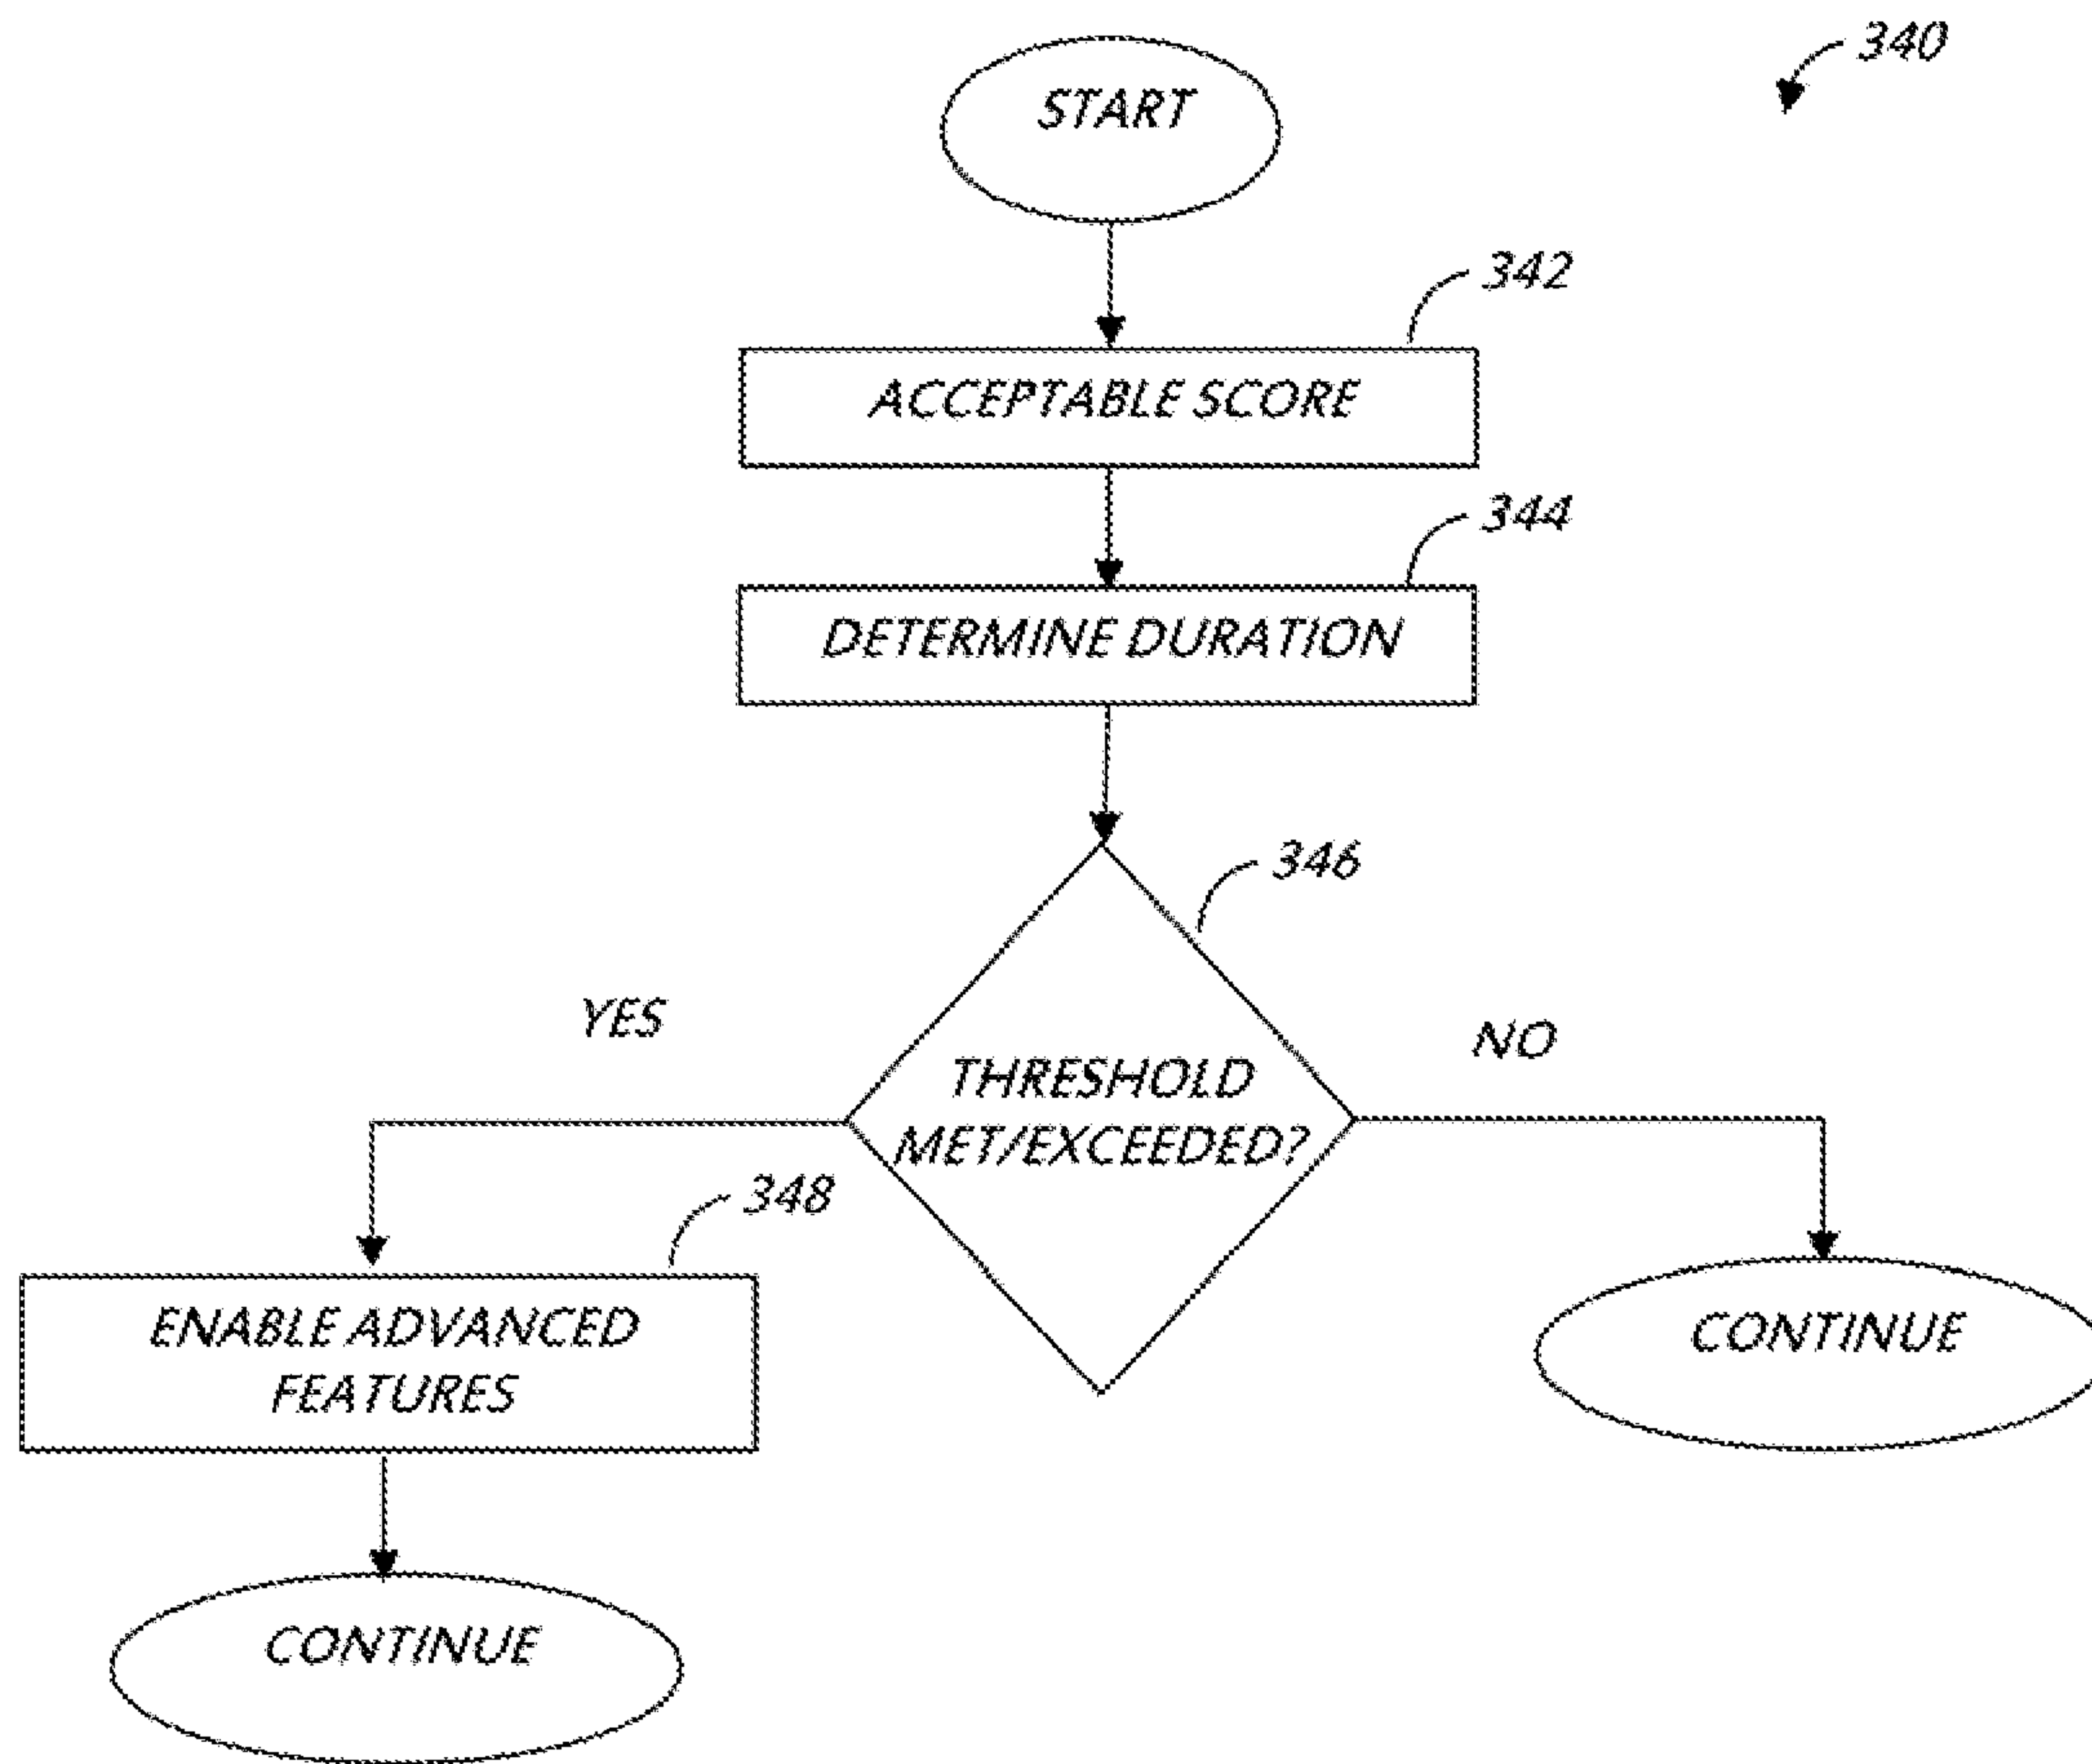 340
START
342
ACCEPTABLE SCORE
344
DETERMINE DURATION
346
YES
NO
THRESHOLD
MET/EXCEEDED?
348
ENABLE ADVANCED
FEATURES
CONTINUE
CONTINUE